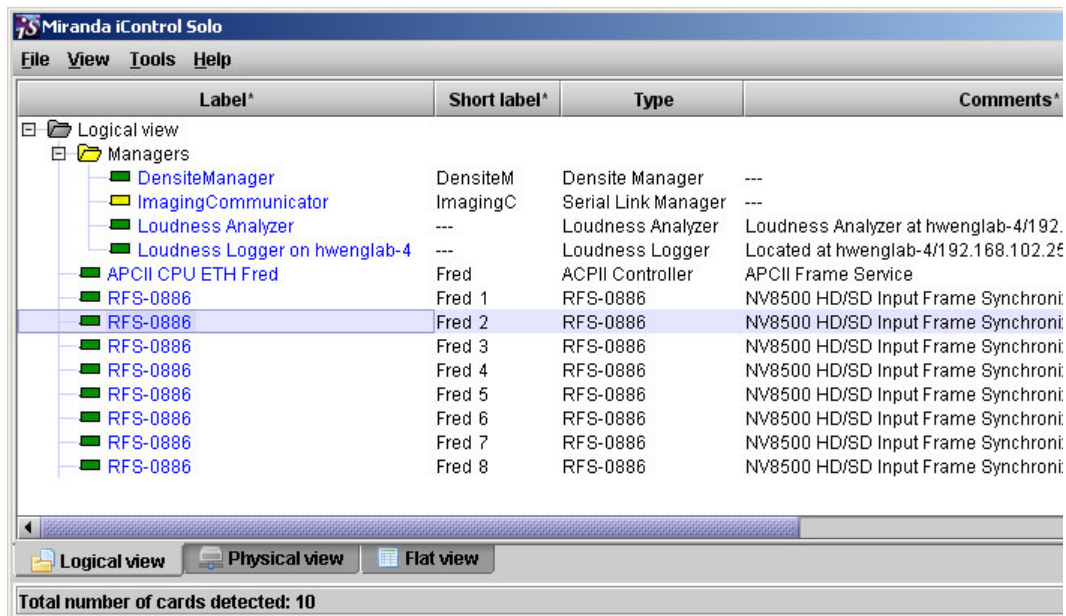 Miranda iControl Solo
File View Tools Help
Label* Short label* Type Comments*
Logical view
Managers
DensiteManager DensiteM Densite Manager ---
ImagingCommunicator ImagingC Serial Link Manager ---
Loudness Analyzer --- Loudness Analyzer Loudness Analyzer at hwenglab-4/192.
Loudness Logger on hwenglab-4 --- Loudness Logger Located at hwenglab-4/192.168.102.25
APCII CPU ETH Fred Fred ACPII Controller APCII Frame Service
RFS-0886 Fred 1 RFS-0886 NV8500 HD/SD Input Frame Synchroni
RFS-0886 Fred 2 RFS-0886 NV8500 HD/SD Input Frame Synchroni
RFS-0886 Fred 3 RFS-0886 NV8500 HD/SD Input Frame Synchroni
RFS-0886 Fred 4 RFS-0886 NV8500 HD/SD Input Frame Synchroni
RFS-0886 Fred 5 RFS-0886 NV8500 HD/SD Input Frame Synchroni
RFS-0886 Fred 6 RFS-0886 NV8500 HD/SD Input Frame Synchroni
RFS-0886 Fred 7 RFS-0886 NV8500 HD/SD Input Frame Synchroni
RFS-0886 Fred 8 RFS-0886 NV8500 HD/SD Input Frame Synchroni
Logical view Physical view Flat view
Total number of cards detected: 10